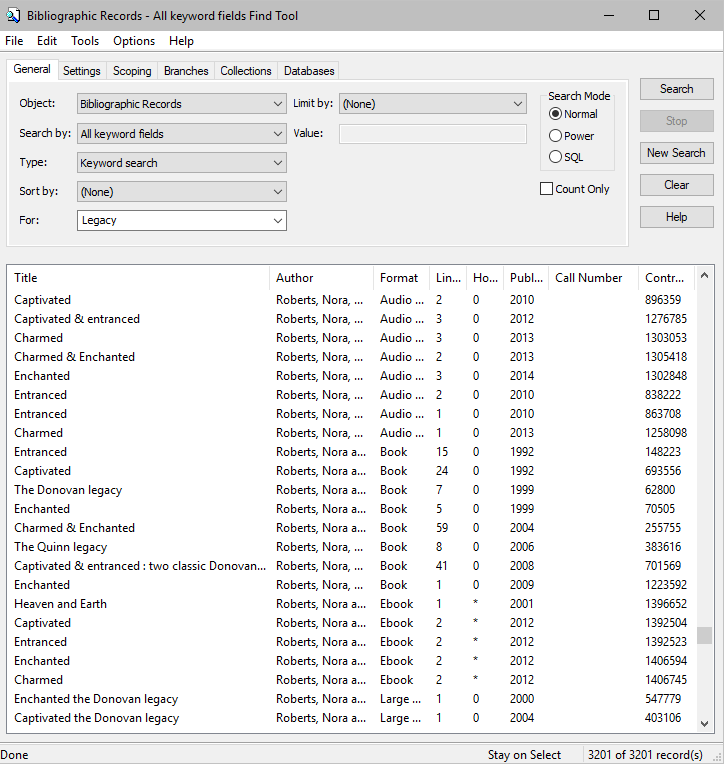 Bibliographic Records - All keyword fields Find Tool
File Edit Tools Options Help
General Settings Scoping Branches Collections Databases
Object: Bibliographic Records Limit by: (None) Search Mode Search
Search by: All keyword fields Value: Normal Stop
Type: Keyword search Power New Search
Sort by: (None) SQL Clear
For: Legacy Count Only Help
Title Author Format Lin... Ho... Publ... Call Number Contr...
Captivated Roberts, Nora, ... Audio ... 2 0 2010 896359
Captivated & entranced Roberts, Nora, ... Audio ... 3 0 2012 1276785
Charmed Roberts, Nora, ... Audio ... 3 0 2013 1303053
Charmed & Enchanted Roberts, Nora, ... Audio ... 2 0 2013 1305418
Enchanted Roberts, Nora, ... Audio ... 3 0 2014 1302848
Entranced Roberts, Nora, ... Audio ... 2 0 2010 838222
Entranced Roberts, Nora, ... Audio ... 1 0 2010 863708
Charmed Roberts, Nora, ... Audio ... 1 0 2013 1258098
Entranced Roberts, Nora a... Book 15 0 1992 148223
Captivated Roberts, Nora, ... Book 24 0 1992 693556
The Donovan legacy Roberts, Nora a... Book 7 0 1999 62800
Enchanted Roberts, Nora a... Book 5 0 1999 70505
Charmed & Enchanted Roberts, Nora, ... Book 59 0 2004 255755
The Quinn legacy Roberts, Nora, ... Book 8 0 2006 383616
Captivated & entranced : two classic Donovan... Roberts, Nora, ... Book 41 0 2008 701569
Enchanted Roberts, Nora, ... Book 1 0 2009 1223592
Heaven and Earth Roberts, Nora a... Ebook 1 * 2001 1396652
Captivated Roberts, Nora a... Ebook 2 * 2012 1392504
Entranced Roberts, Nora a... Ebook 2 * 2012 1392523
Enchanted Roberts, Nora a... Ebook 2 * 2012 1406594
Charmed Roberts, Nora a... Ebook 2 * 2012 1406745
Enchanted the Donovan legacy Roberts, Nora a... Large ... 1 0 2000 547779
Captivated the Donovan legacy Roberts, Nora a... Large ... 1 0 2004 403106
Done Stay on Select 3201 of 3201 record(s)